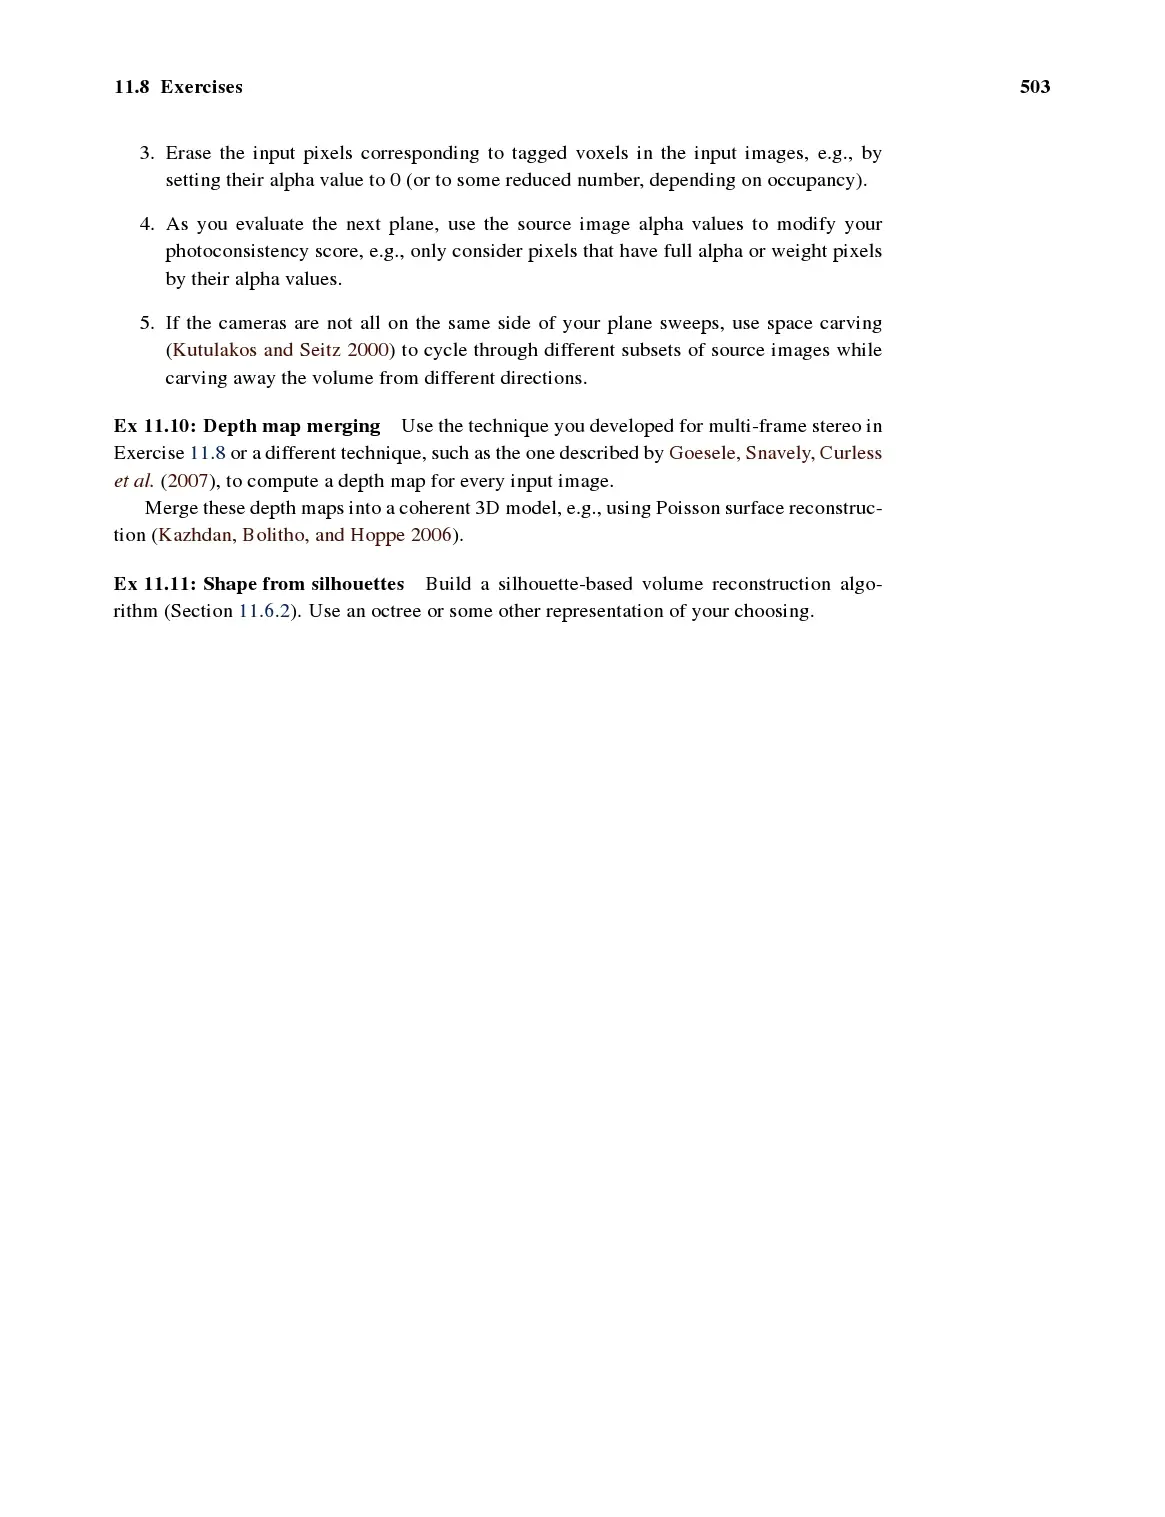 11.8 Exercises 503
3. Erase the input pixels corresponding to tagged voxels in the input images, e.g., by
setting their alpha value to 0 (or to some reduced number, depending on occupancy).
4. As you evaluate the next plane, use the source image alpha values to modify your
photoconsistency score, e.g., only consider pixels that have full alpha or weight pixels
by their alpha values.
5. If the cameras are not all on the same side of your plane sweeps, use space carving
(Kutulakos and Seitz 2000) to cycle through different subsets of source images while
carving away the volume from different directions.
Ex 11.10: Depth map merging Use the technique you developed for multi-frame stereo in
Exercise 11.8 or a different technique, such as the one described by Goesele, Snavely, Curless
et al. (2007), to compute a depth map for every input image.
Merge these depth maps into a coherent 3D model, e.g., using Poisson surface reconstruc-
tion (Kazhdan, Bolitho, and Hoppe 2006).
Ex 11.11: Shape from silhouettes Build a silhouette-based volume reconstruction algo-
rithm (Section 11.6.2). Use an octree or some other representation of your choosing.